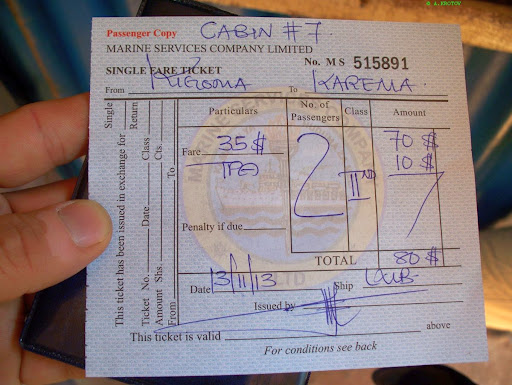 © A. KROTOV
Passenger Copy CABIN # 7
MARINE SERVICES COMPANY LIMITED
No. M S 515891
SINGLE FARE TICKET
From KIGOMA To KAREMA
Particulars No. of Passengers Class Amount
Fare 35 $ 2 IIND 70 $
10 $
Penalty if due
TOTAL 80 $
Date 13/11/13 Ship
Issued by
This ticket is valid above
For conditions see back
This ticket has been issued in exchange for Single Return
Ticket No. Date Class
Amount Shs. Cts.
From To